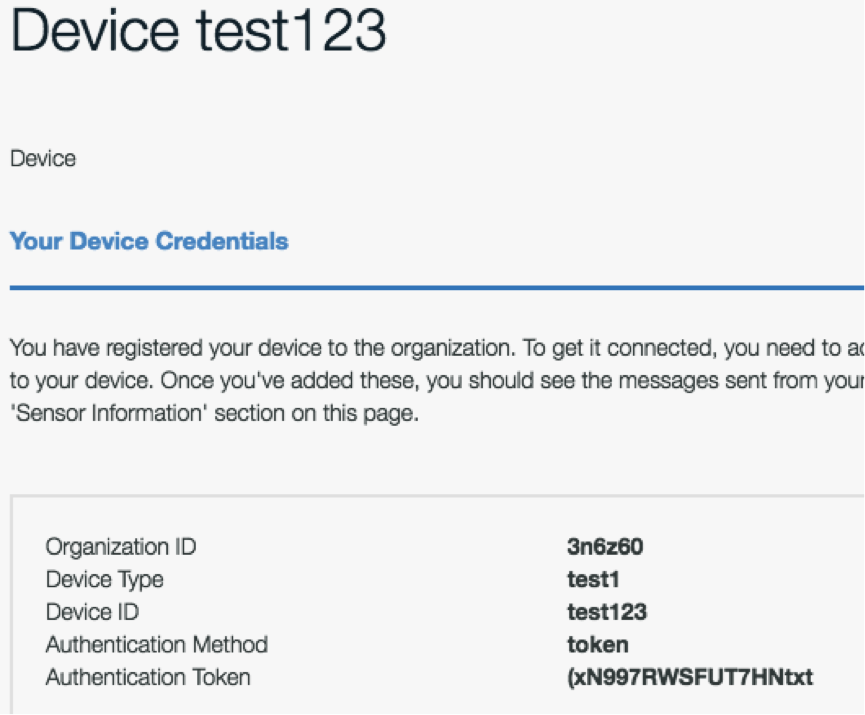 Device test123
Device
Your Device Credentials
You have registered your device to the organization. To get it connected, you need to
to your device. Once you've added these, you should see the messages sent from your
'Sensor Information' section on this page.
Organization ID 3n6z60
Device Type test1
Device ID test123
Authentication Method token
Authentication Token (xN997RWSFUT7HNtxt